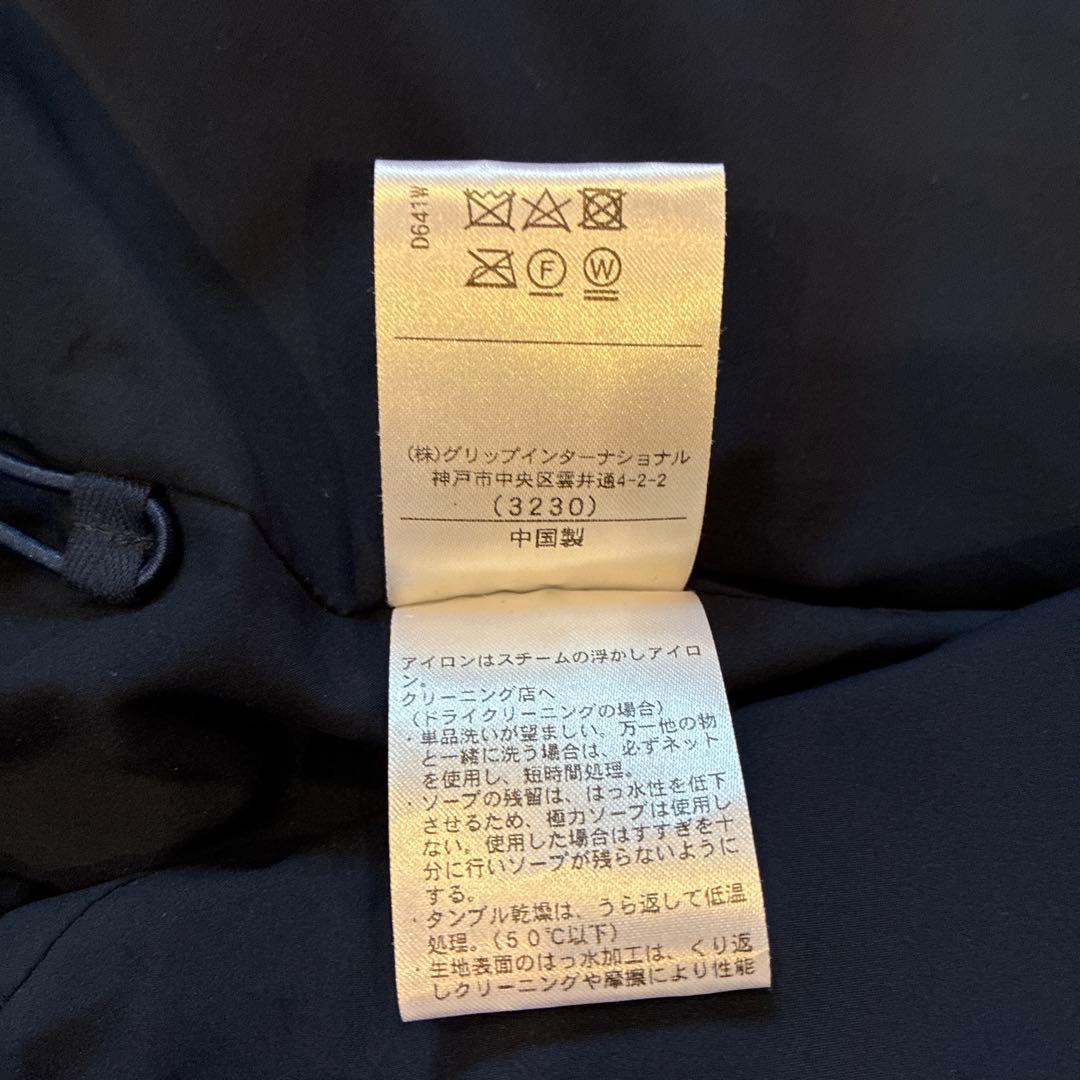 D641W
F W
(株)グリップインターナショナル
神戸市中央区雲井通4-2-2
(3230)
中国製
アイロンはスチームの浮かしアイロ
ン。
クリーニング店へ
(ドライクリーニングの場合)
・単品洗いが望ましい、万一他の物
と一緒に洗う場合は、必ずネット
を使用し、短時間処理。
・ソープの残留は、はっ水性を低下
させるため、極力ソープは使用し
ない。使用した場合はすすぎを十
分に行いソープが残らないように
する。
・タンブル乾燥は、うら返して低温
処理。(50℃以下)
・生地表面のはっ水加工は、くり返
しクリーニングや摩擦により性能